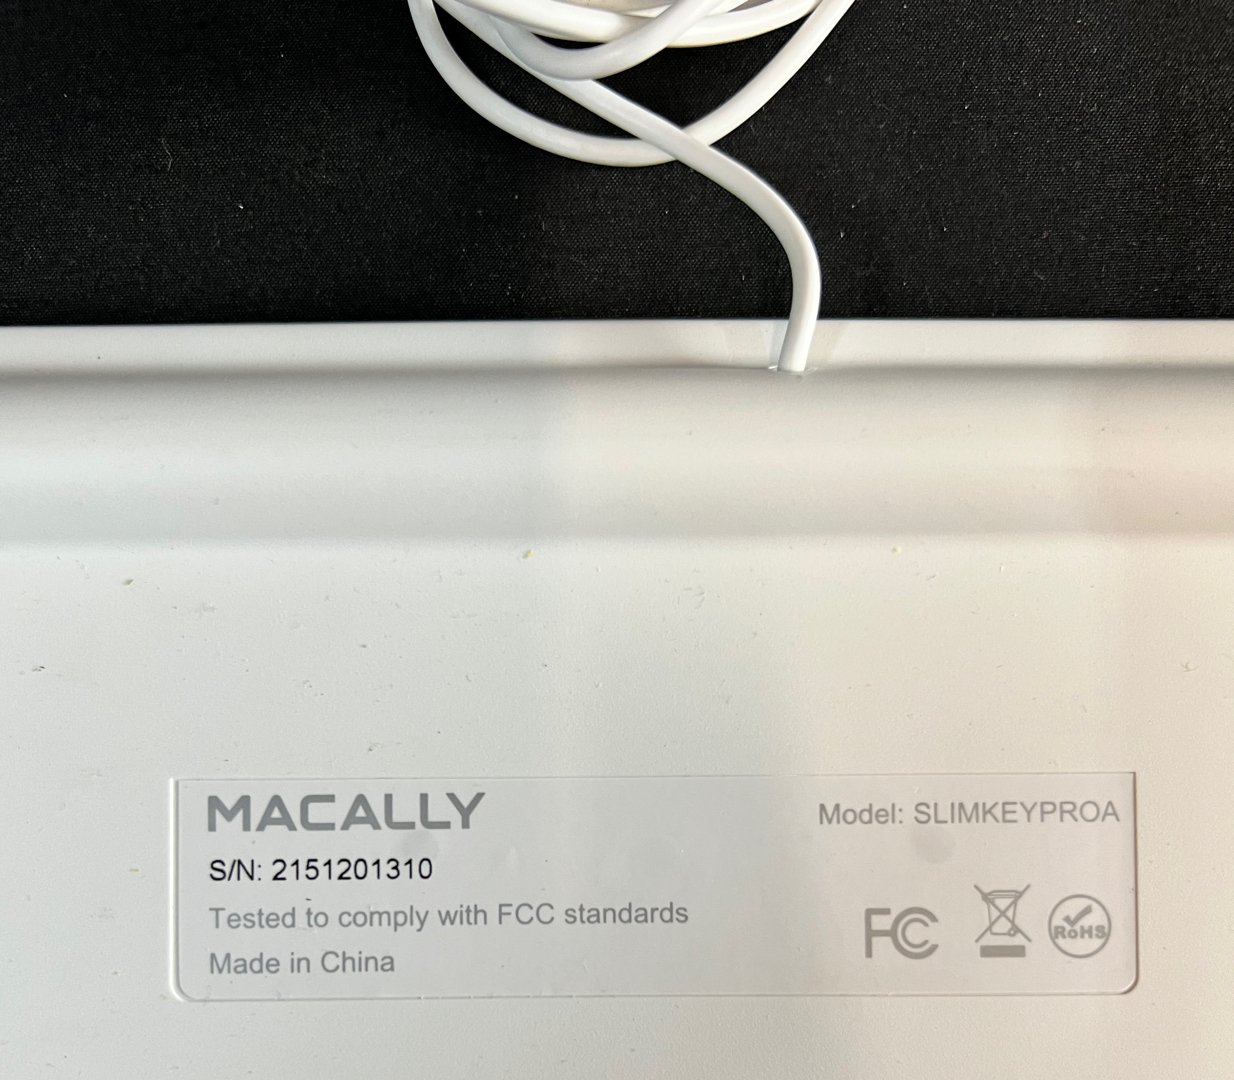 MACALLY
Model: SLIMKEYPROA
S/N: 2151201310
Tested to comply with FCC standards
FC
RoHS
Made in China